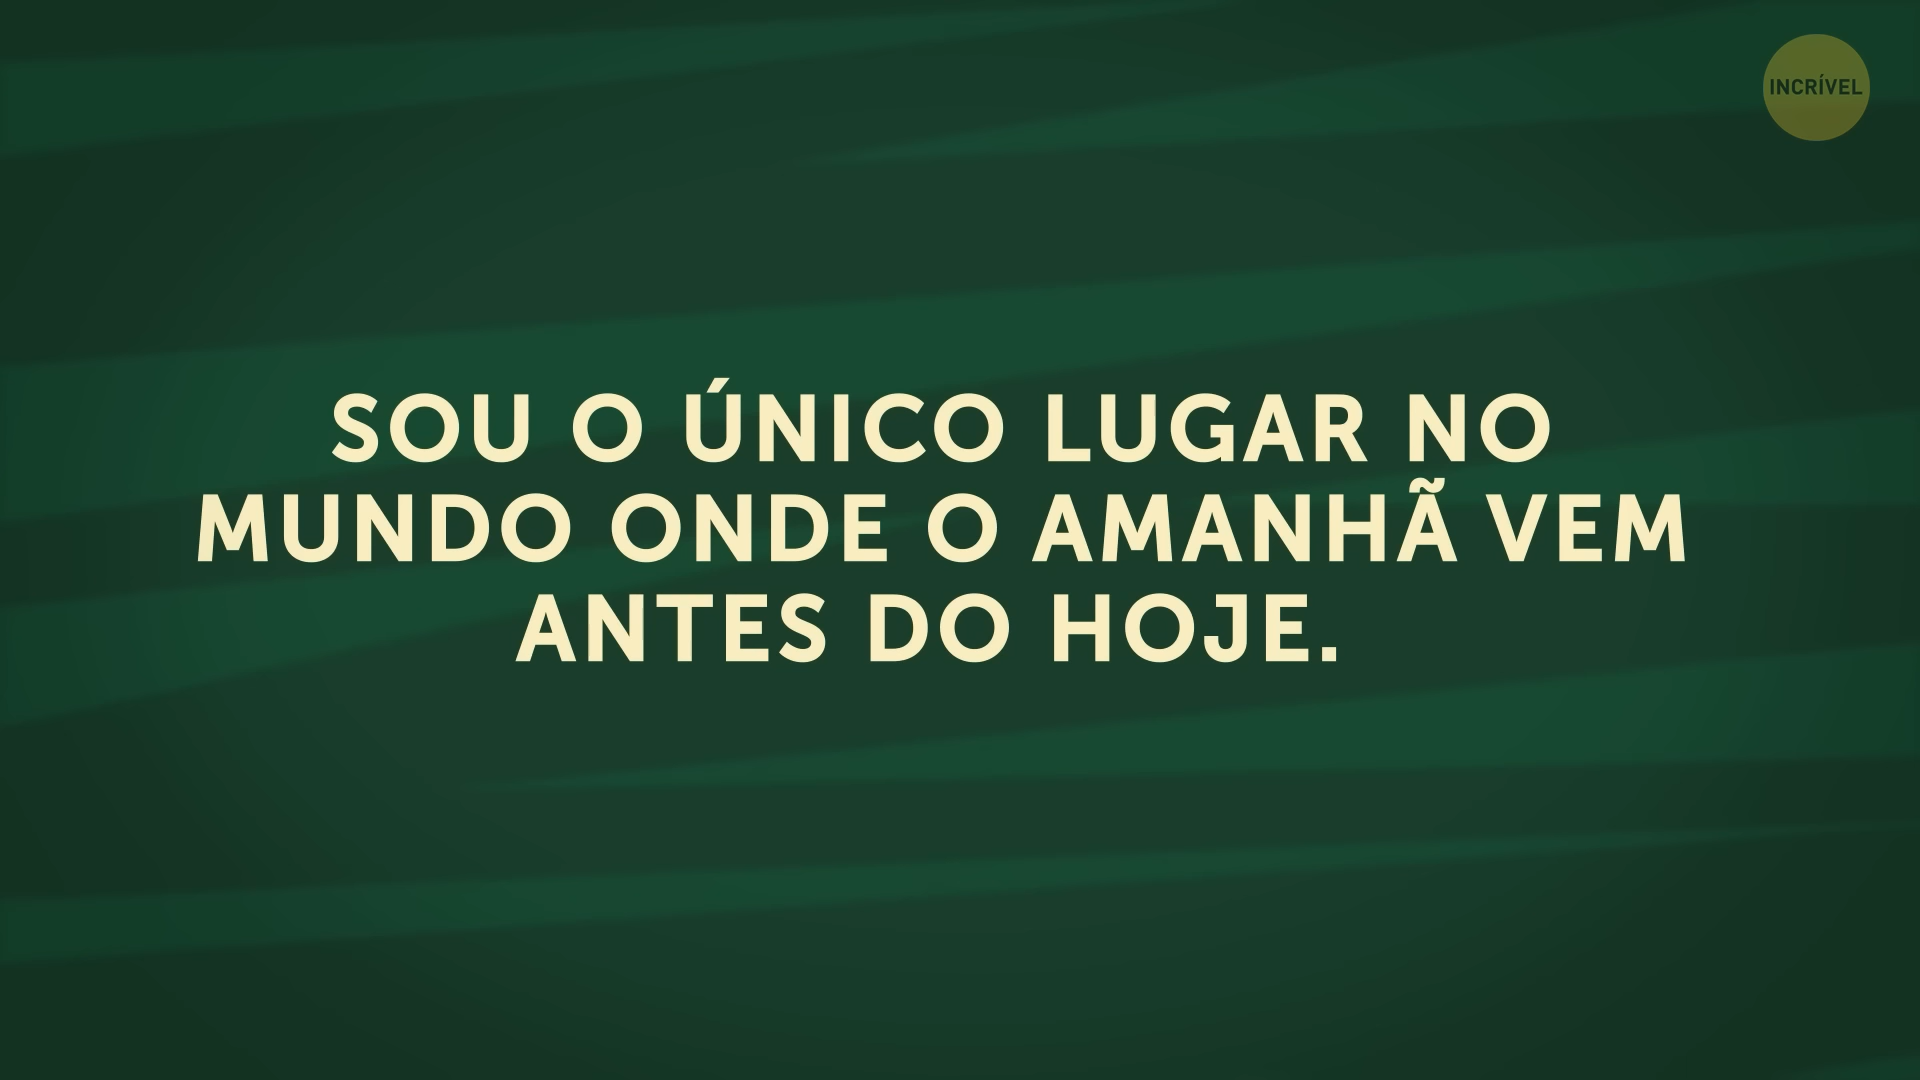 INCRÍVEL
SOU O ÚNICO LUGAR NO
MUNDO ONDE O AMANHÃ VEM
ANTES DO HOJE.